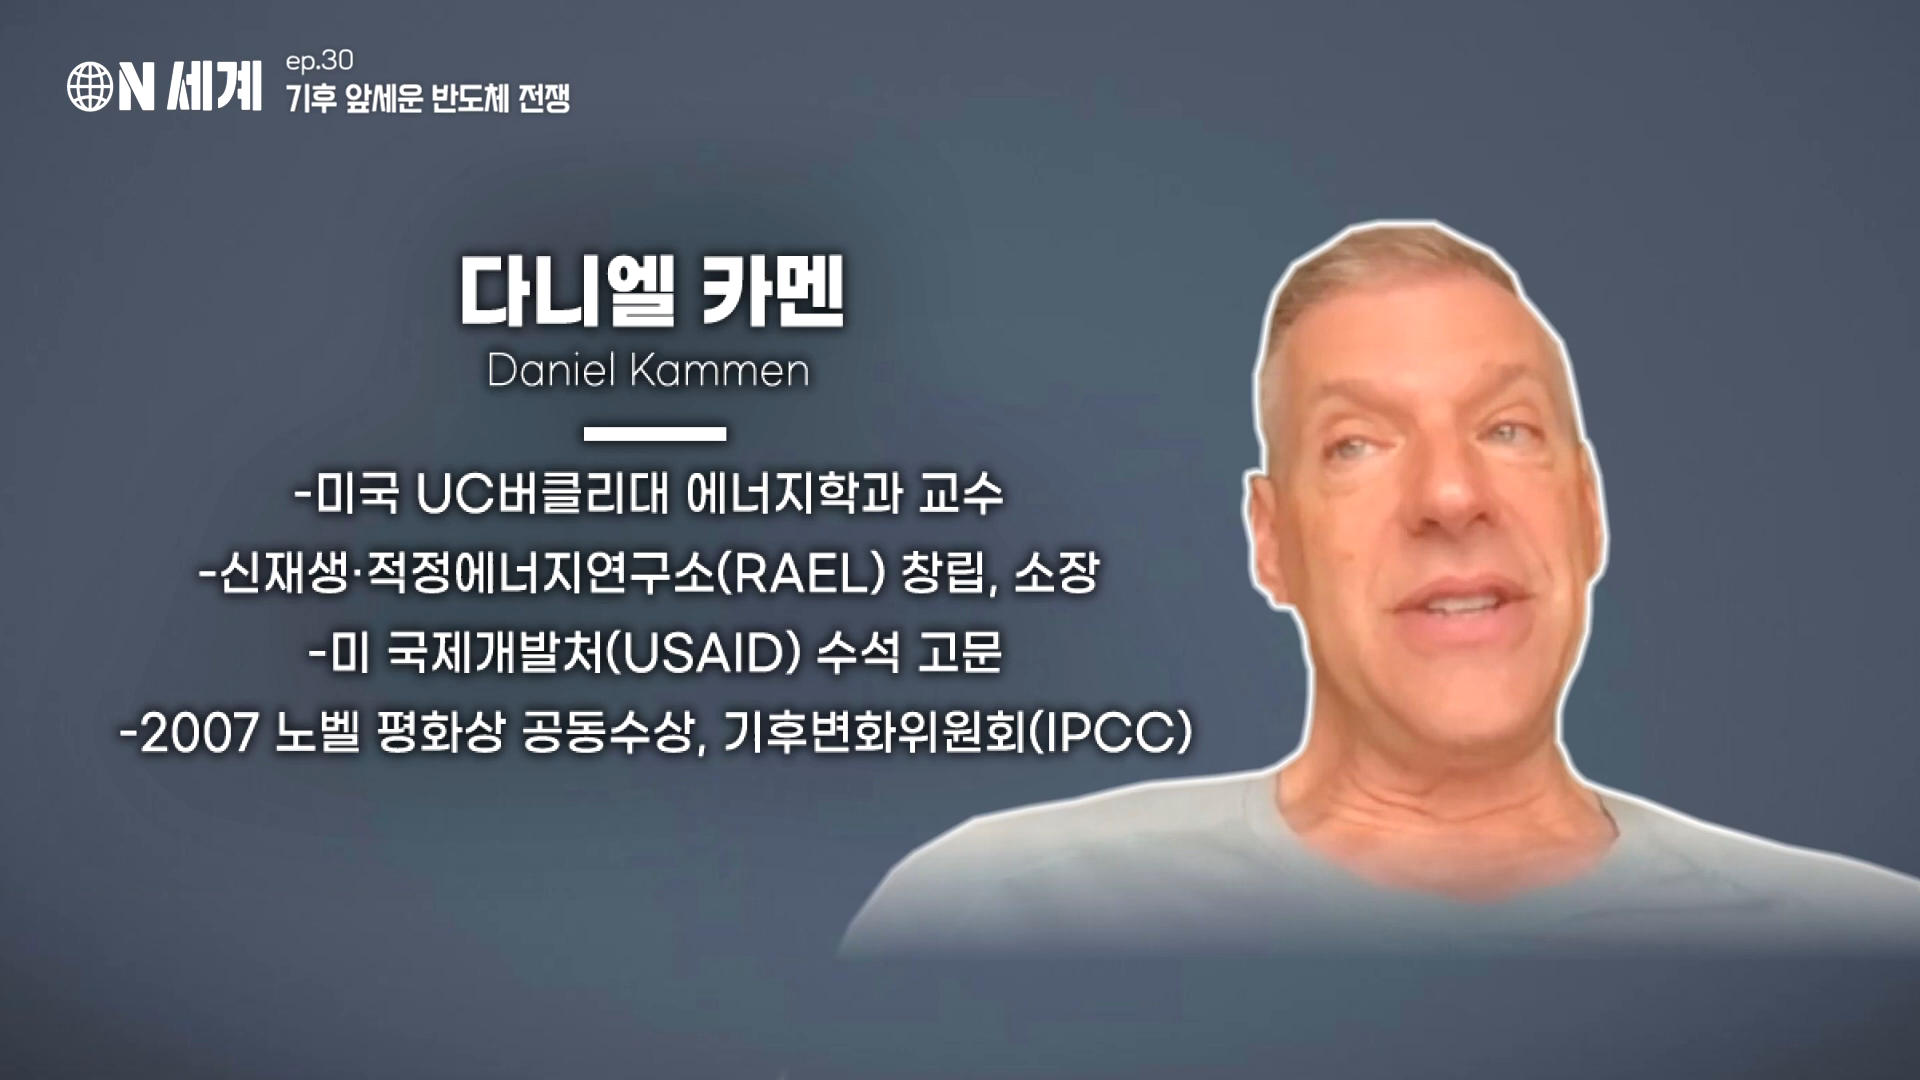 ON 세계
ep.30
기후 앞세운 반도체 전쟁
다니엘 카멘
Daniel Kammen
-미국 UC버클리대 에너지학과 교수
-신재생·적정에너지연구소(RAEL) 창립, 소장
-미 국제개발처(USAID) 수석 고문
-2007 노벨 평화상 공동수상, 기후변화위원회(IPCC)